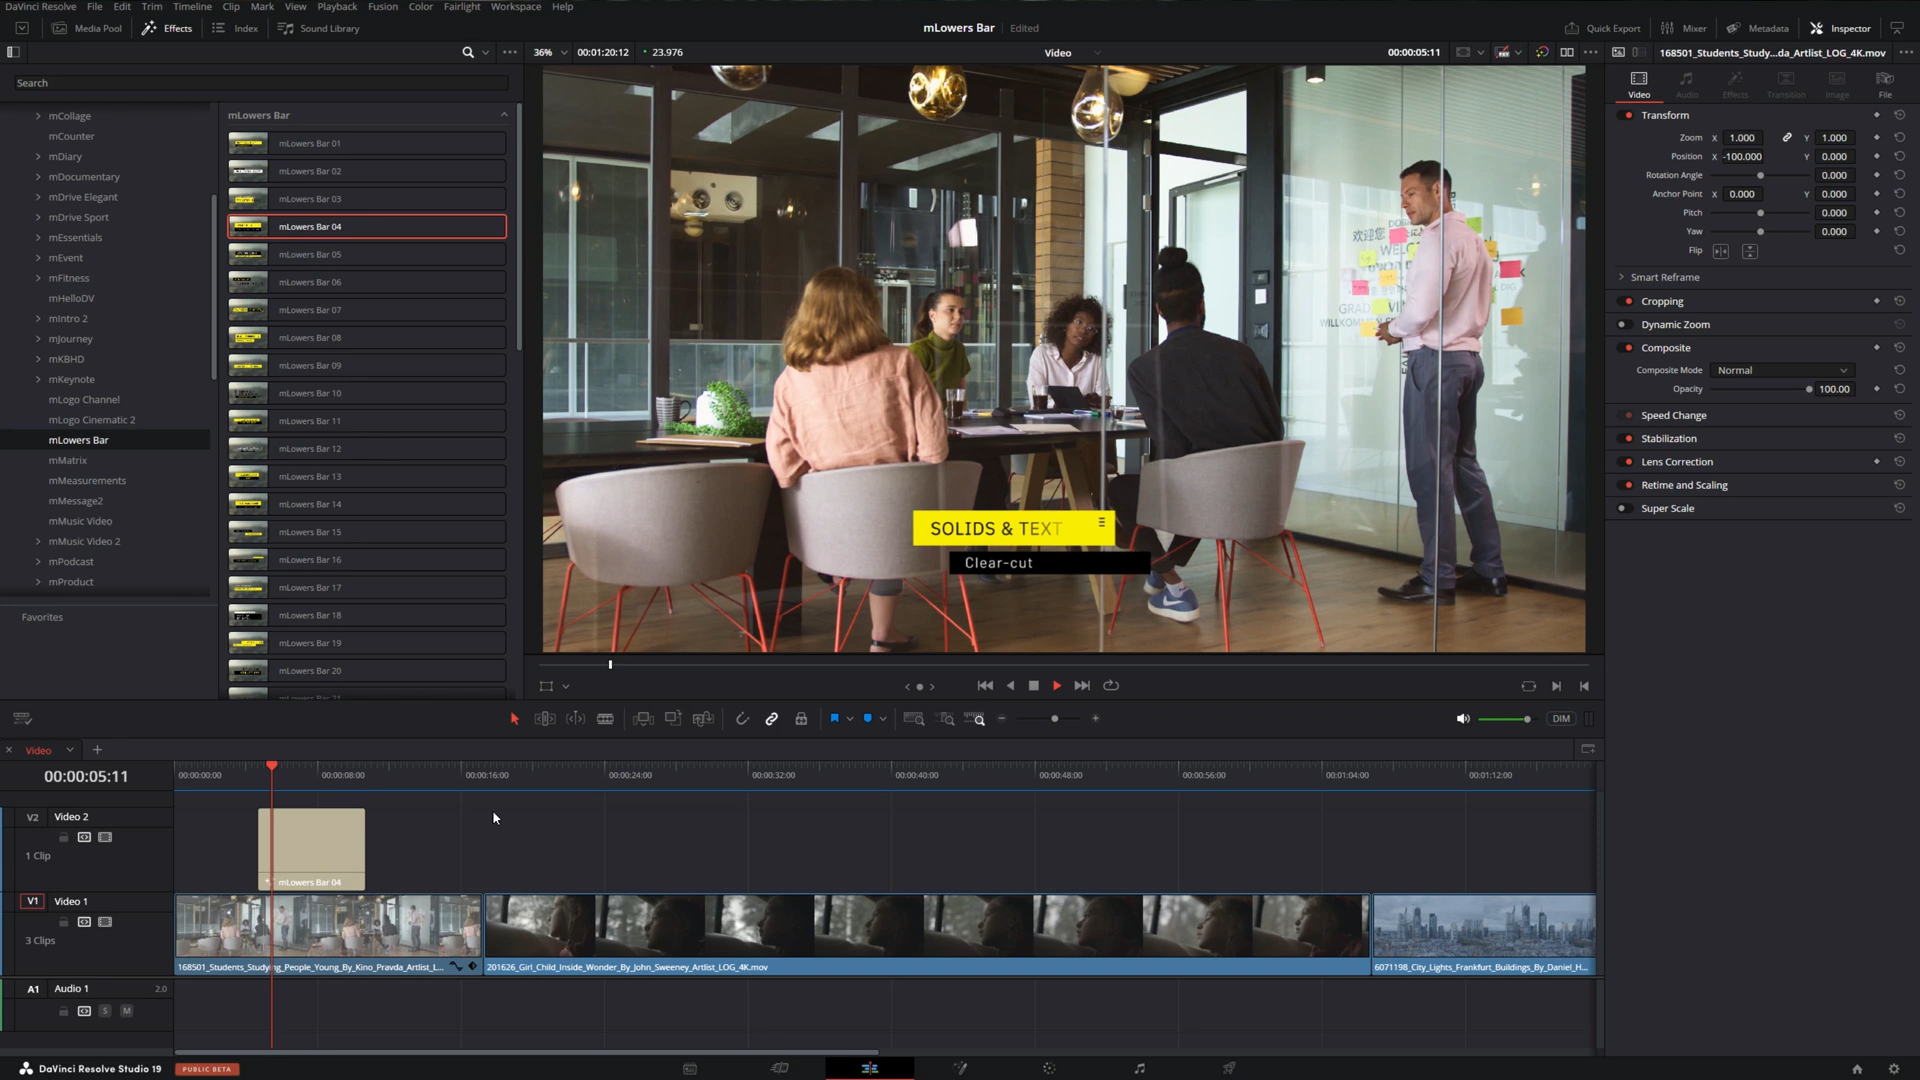 DaVinci Resolve File Edit Trim Timeline Clip Mark View Playback Fusion Color Fairlight Workspace Help
Media Pool Effects Index Sound Library
mLowers Bar Edited
Quick Export Mixer Metadata Inspector
36% 00:01:20:12 23.976 Video 00:00:05:11
168501_Students_Study...da_Artlist_LOG_4K.mov
Search
mCollage
mCounter
mDiary
mDocumentary
mDrive Elegant
mDrive Sport
mEssentials
mEvent
mFitness
mHelloDV
mIntro 2
mJourney
mKBHD
mKeynote
mLogo Channel
mLogo Cinematic 2
mLowers Bar
mMatrix
mMeasurements
mMessage2
mMusic Video
mMusic Video 2
mPodcast
mProduct
Favorites
mLowers Bar
mLowers Bar 01
mLowers Bar 02
mLowers Bar 03
mLowers Bar 04
mLowers Bar 05
mLowers Bar 06
mLowers Bar 07
mLowers Bar 08
mLowers Bar 09
mLowers Bar 10
mLowers Bar 11
mLowers Bar 12
mLowers Bar 13
mLowers Bar 14
mLowers Bar 15
mLowers Bar 16
mLowers Bar 17
mLowers Bar 18
mLowers Bar 19
mLowers Bar 20
mLowers Bar 21
欢迎您
SOLIDS & TEXT
Clear-cut
Video Audio Effects Transition Image File
Transform
Zoom X 1.000 Y 1.000
Position X -100.000 Y 0.000
Rotation Angle 0.000
Anchor Point X 0.000 Y 0.000
Pitch 0.000
Yaw 0.000
Flip
Smart Reframe
Cropping
Dynamic Zoom
Composite
Composite Mode Normal
Opacity 100.00
Speed Change
Stabilization
Lens Correction
Retime and Scaling
Super Scale
DIM
Video
00:00:05:11
00:00:00:00 00:00:08:00 00:00:16:00 00:00:24:00 00:00:32:00 00:00:40:00 00:00:48:00 00:00:56:00 00:01:04:00 00:01:12:00
V2 Video 2
1 Clip
mLowers Bar 04
V1 Video 1
3 Clips
168501_Students_Studying_People_Young_By_Kino_Pravda_Artlist_L...
201626_Girl_Child_Inside_Wonder_By_John_Sweeney_Artlist_LOG_4K.mov
6071198_City_Lights_Frankfurt_Buildings_By_Daniel_H...
A1 Audio 1 2.0
S M
DaVinci Resolve Studio 19 PUBLIC BETA